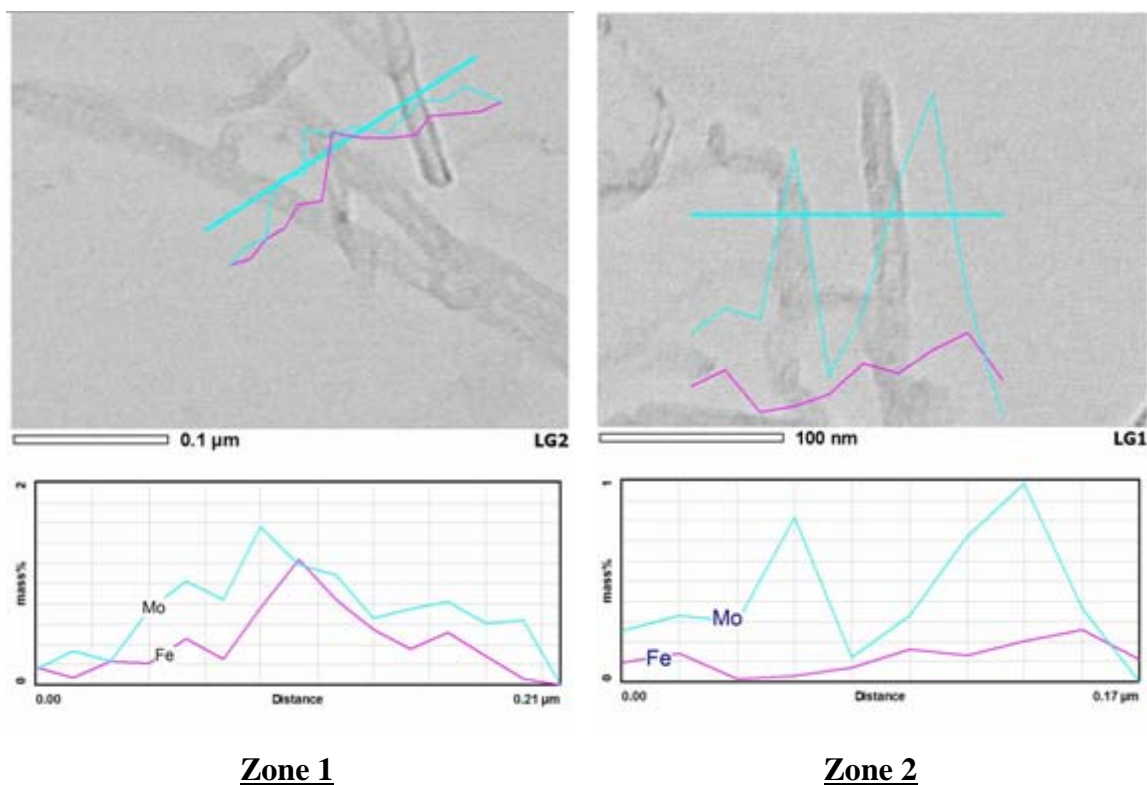 0.1 µm
LG2
100 nm
LG1
2
mass%
0
Mo
Fe
0.00
Distance
0.21 µm
1
mass%
0
Mo
Fe
0.00
Distance
0.17 µm
Zone 1
Zone 2